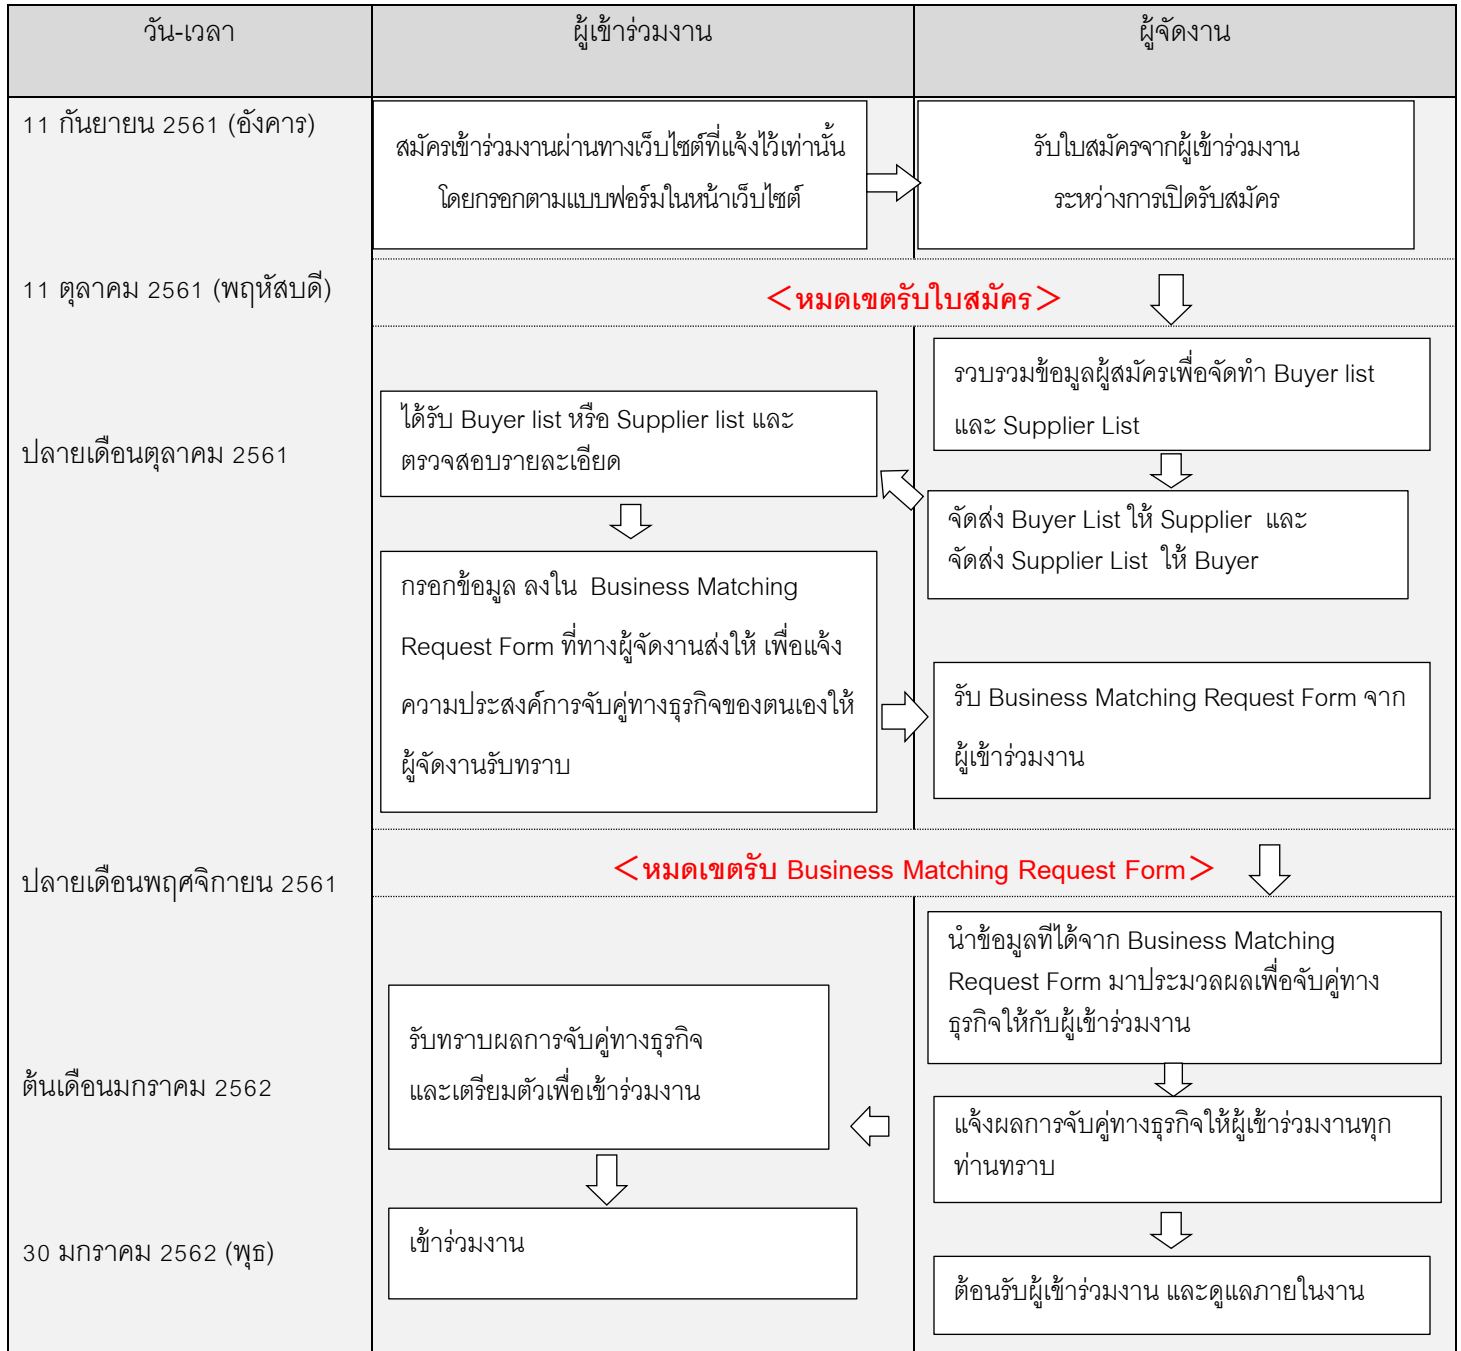 วัน-เวลา
ผู้เข้าร่วมงาน
ผู้จัดงาน
11 กันยายน 2561 (อังคาร)
สมัครเข้าร่วมงานผ่านทางเว็บไซต์ที่แจ้งไว้เท่านั้น
โดยกรอกตามแบบฟอร์มในหน้าเว็บไซต์
รับใบสมัครจากผู้เข้าร่วมงาน
ระหว่างการเปิดรับสมัคร
11 ตุลาคม 2561 (พฤหัสบดี)
<หมดเขตรับใบสมัคร>
รวบรวมข้อมูลผู้สมัครเพื่อจัดทำ Buyer list
และ Supplier List
ปลายเดือนตุลาคม 2561
ได้รับ Buyer list หรือ Supplier list และ
ตรวจสอบรายละเอียด
จัดส่ง Buyer List ให้ Supplier และ
จัดส่ง Supplier List ให้ Buyer
กรอกข้อมูล ลงใน Business Matching
Request Form ที่ทางผู้จัดงานส่งให้ เพื่อแจ้ง
ความประสงค์การจับคู่ทางธุรกิจของตนเองให้
ผู้จัดงานรับทราบ
รับ Business Matching Request Form จาก
ผู้เข้าร่วมงาน
ปลายเดือนพฤศจิกายน 2561
<หมดเขตรับ Business Matching Request Form>
นำข้อมูลที่ได้จาก Business Matching
Request Form มาประมวลผลเพื่อจับคู่ทาง
ธุรกิจให้กับผู้เข้าร่วมงาน
ต้นเดือนมกราคม 2562
รับทราบผลการจับคู่ทางธุรกิจ
และเตรียมตัวเพื่อเข้าร่วมงาน
แจ้งผลการจับคู่ทางธุรกิจให้ผู้เข้าร่วมงานทุก
ท่านทราบ
30 มกราคม 2562 (พุธ)
เข้าร่วมงาน
ต้อนรับผู้เข้าร่วมงาน และดูแลภายในงาน